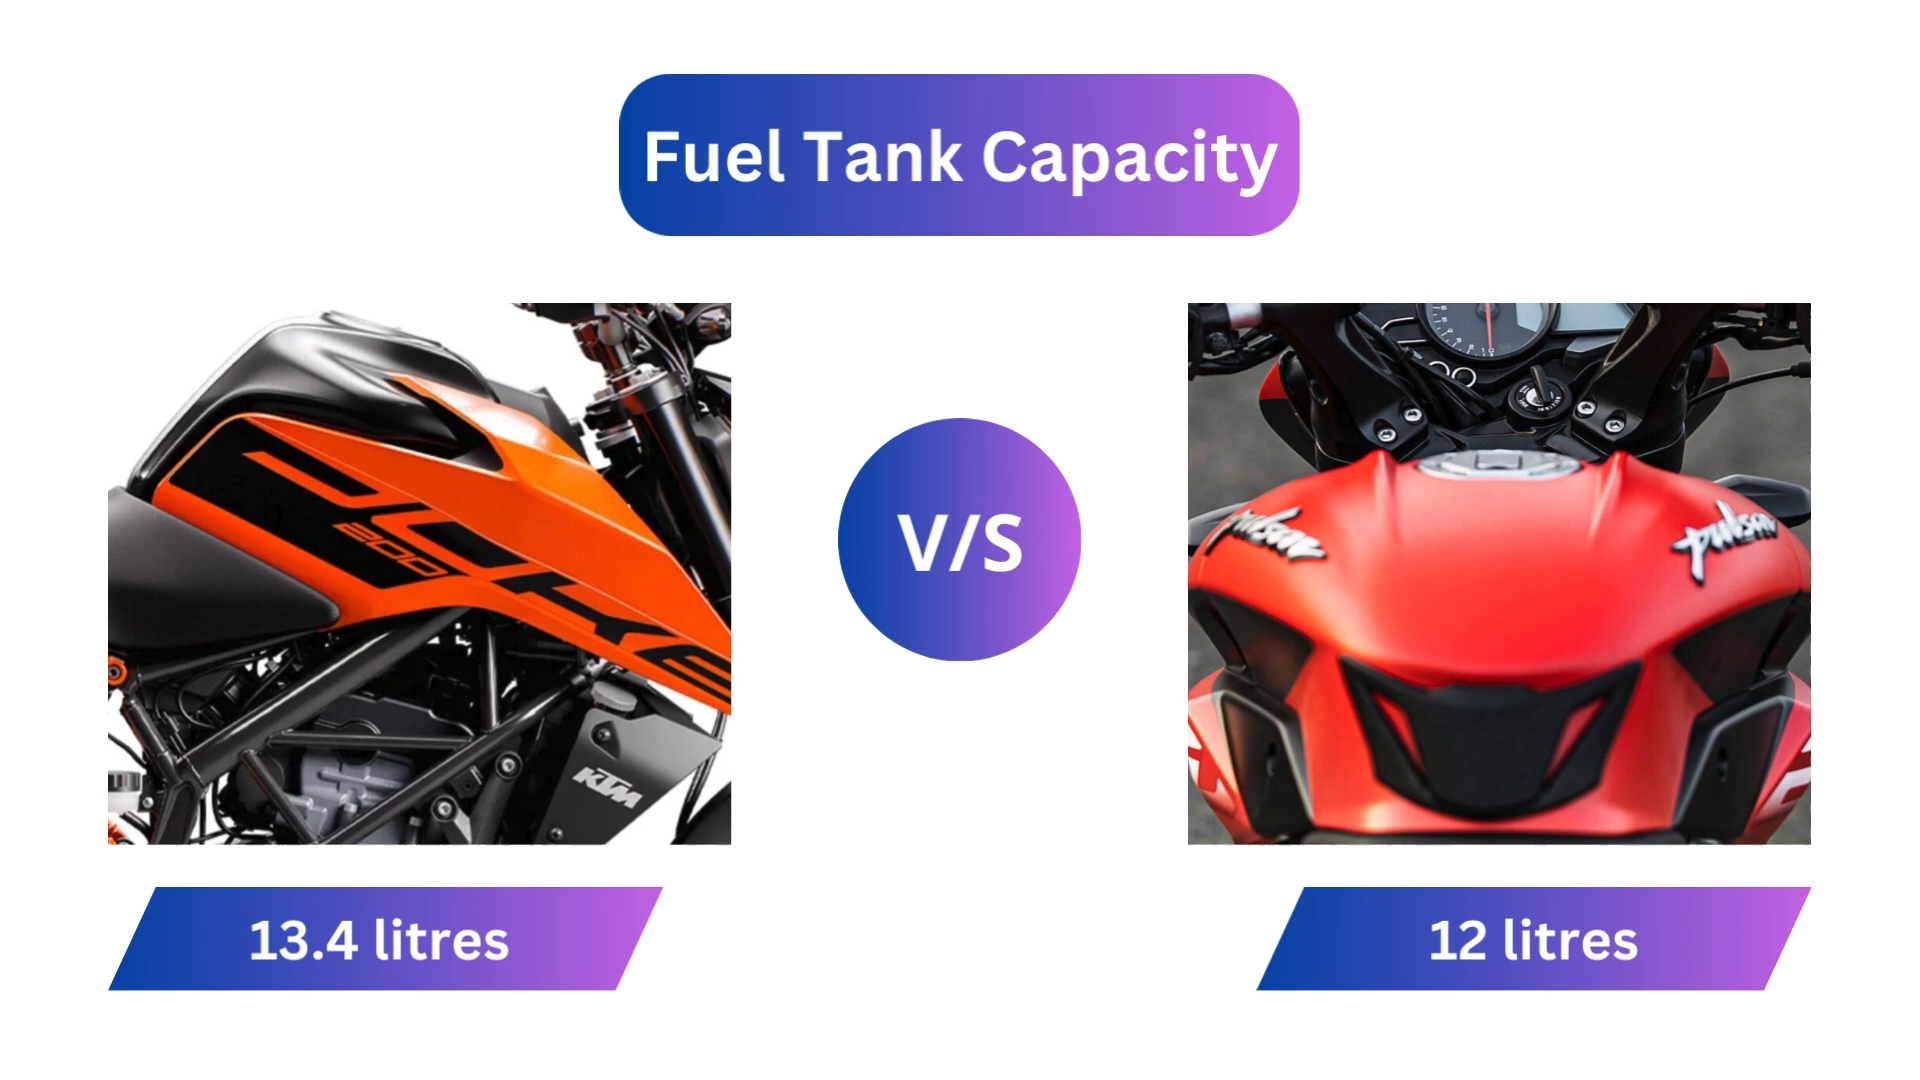 Fuel Tank Capacity
DUKE
200
KTM
V/S
pulsar
pulsar
13.4 litres
12 litres